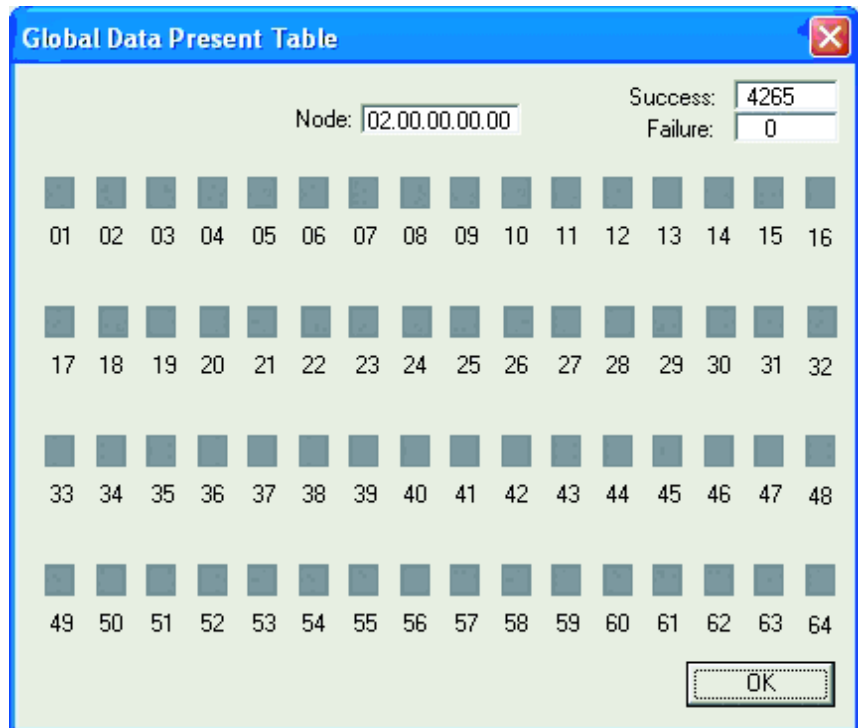 Global Data Present Table
Success: 4265
Node: 02.00.00.00.00
Failure: 0
01 02 03 04 05 06 07 08 09 10 11 12 13 14 15 16
17 18 19 20 21 22 23 24 25 26 27 28 29 30 31 32
33 34 35 36 37 38 39 40 41 42 43 44 45 46 47 48
49 50 51 52 53 54 55 56 57 58 59 60 61 62 63 64
OK